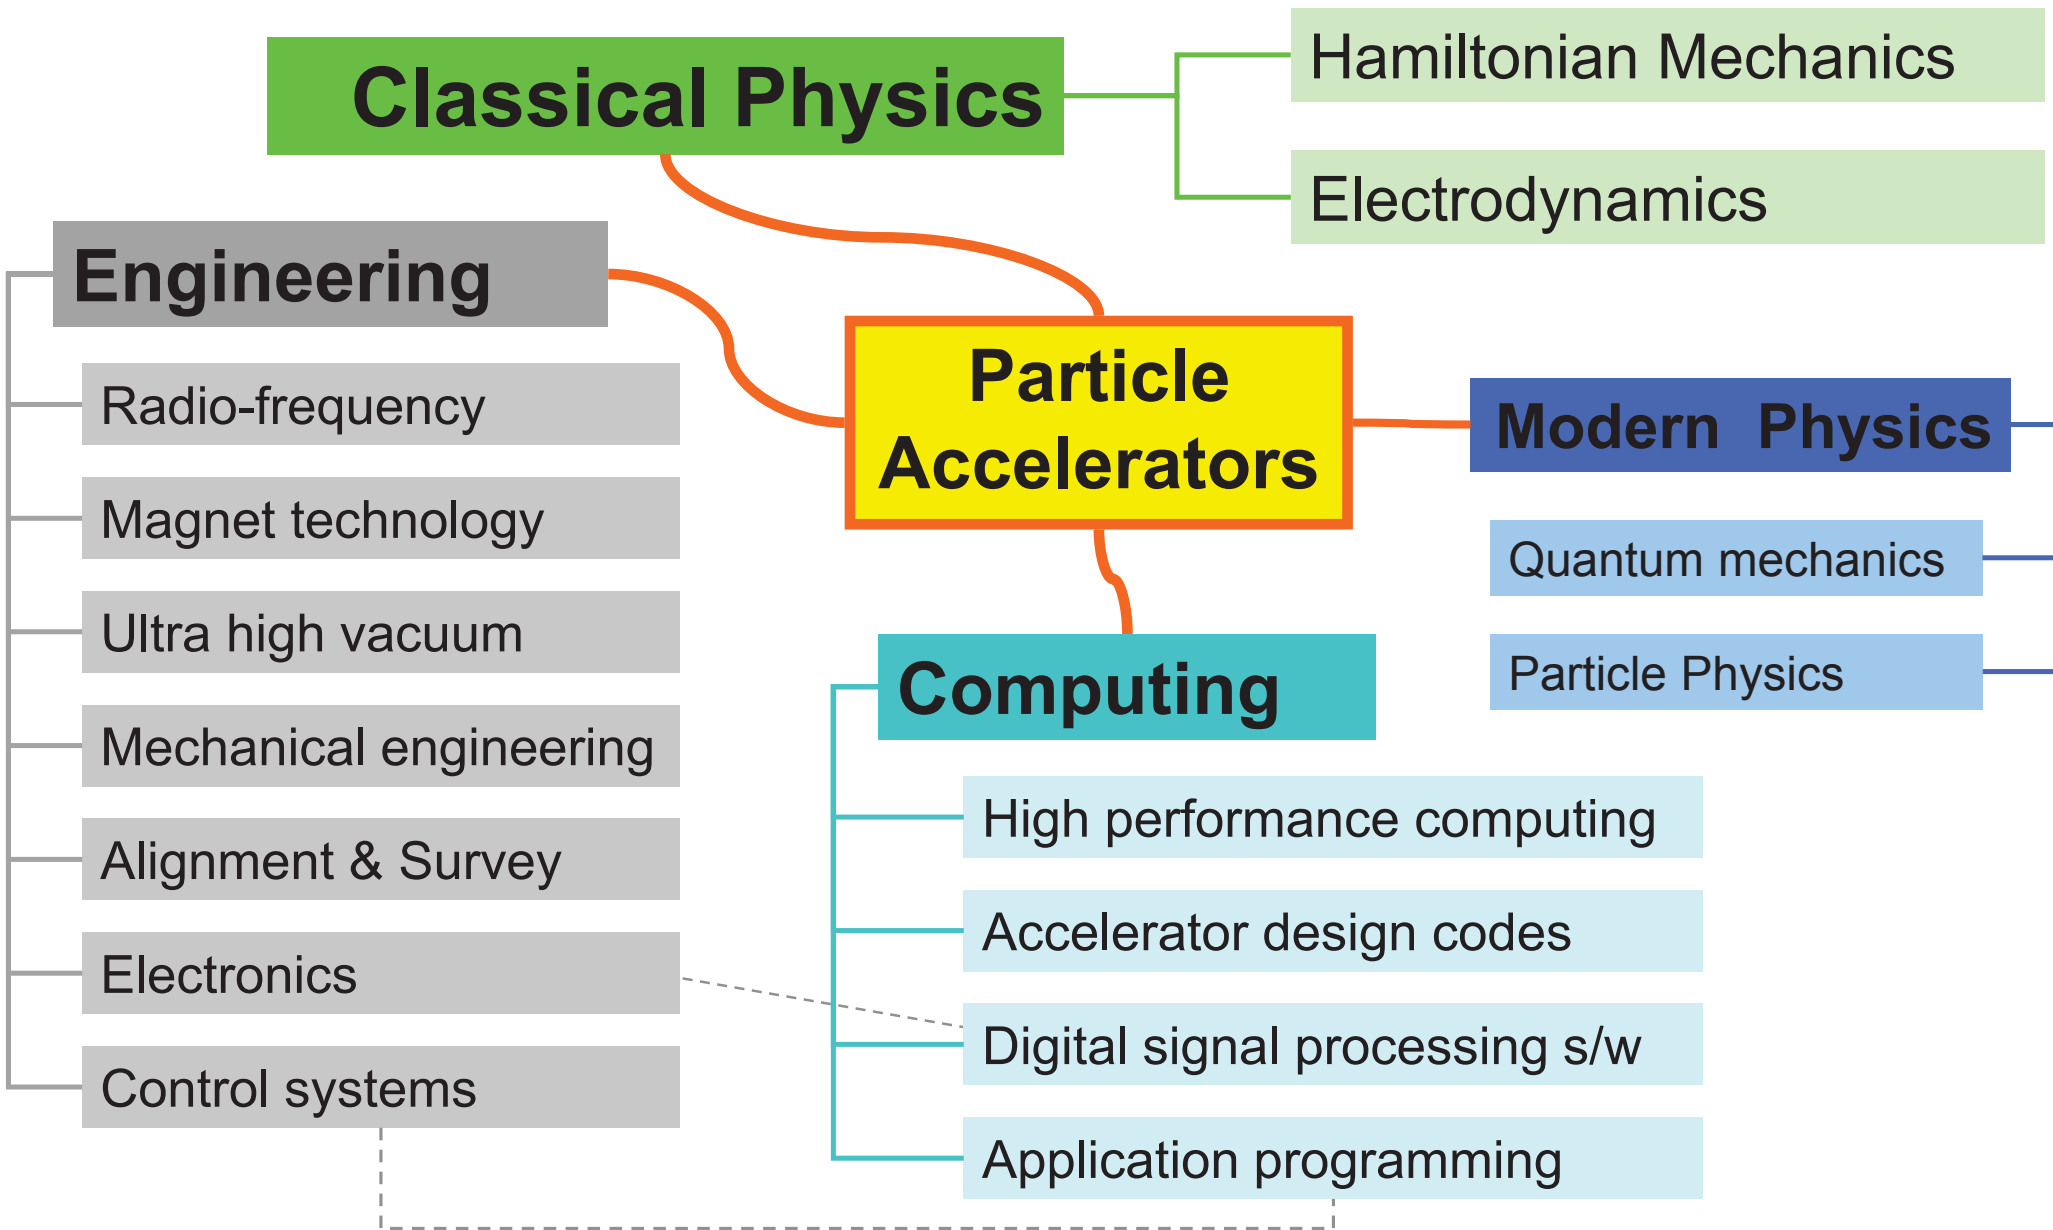 Classical Physics
Hamiltonian Mechanics
Electrodynamics
Engineering
Radio-frequency
Magnet technology
Ultra high vacuum
Mechanical engineering
Alignment & Survey
Electronics
Control systems
Particle
Accelerators
Modern Physics
Quantum mechanics
Particle Physics
Computing
High performance computing
Accelerator design codes
Digital signal processing s/w
Application programming